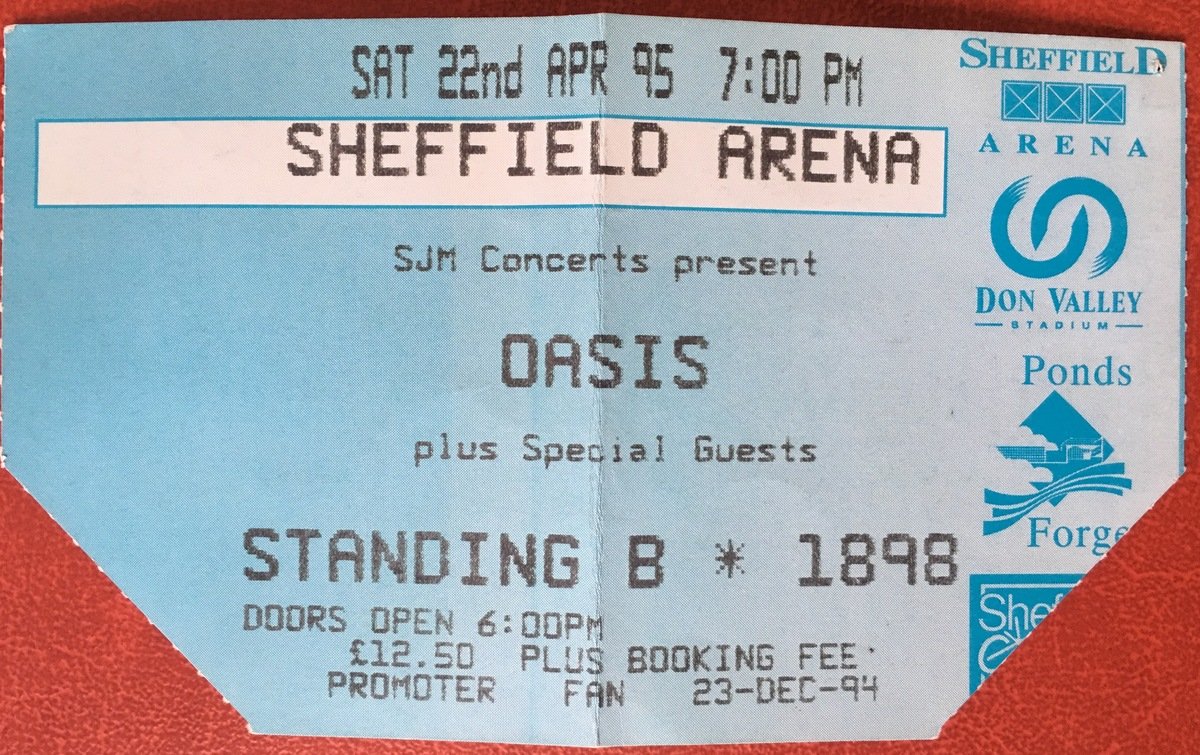 SAT 22nd APR 95 7:00 PM
SHEFFIELD ARENA
SJM Concerts present
OASIS
plus Special Guests
STANDING B * 1898
DOORS OPEN 6:00PM
£12.50 PLUS BOOKING FEE
PROMOTER FAN 23-DEC-94
SHEFFIELD
ARENA
DON VALLEY
STADIUM
Ponds
Forge